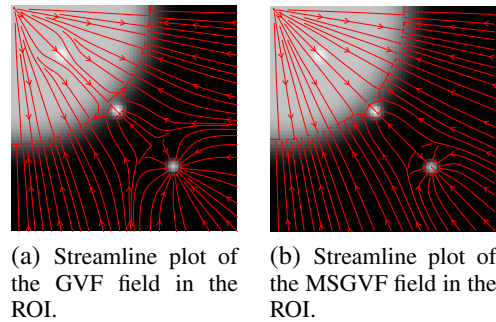 (a) Streamline plot of
the GVF field in the
ROI.
(b) Streamline plot of
the MSGVF field in the
ROI.